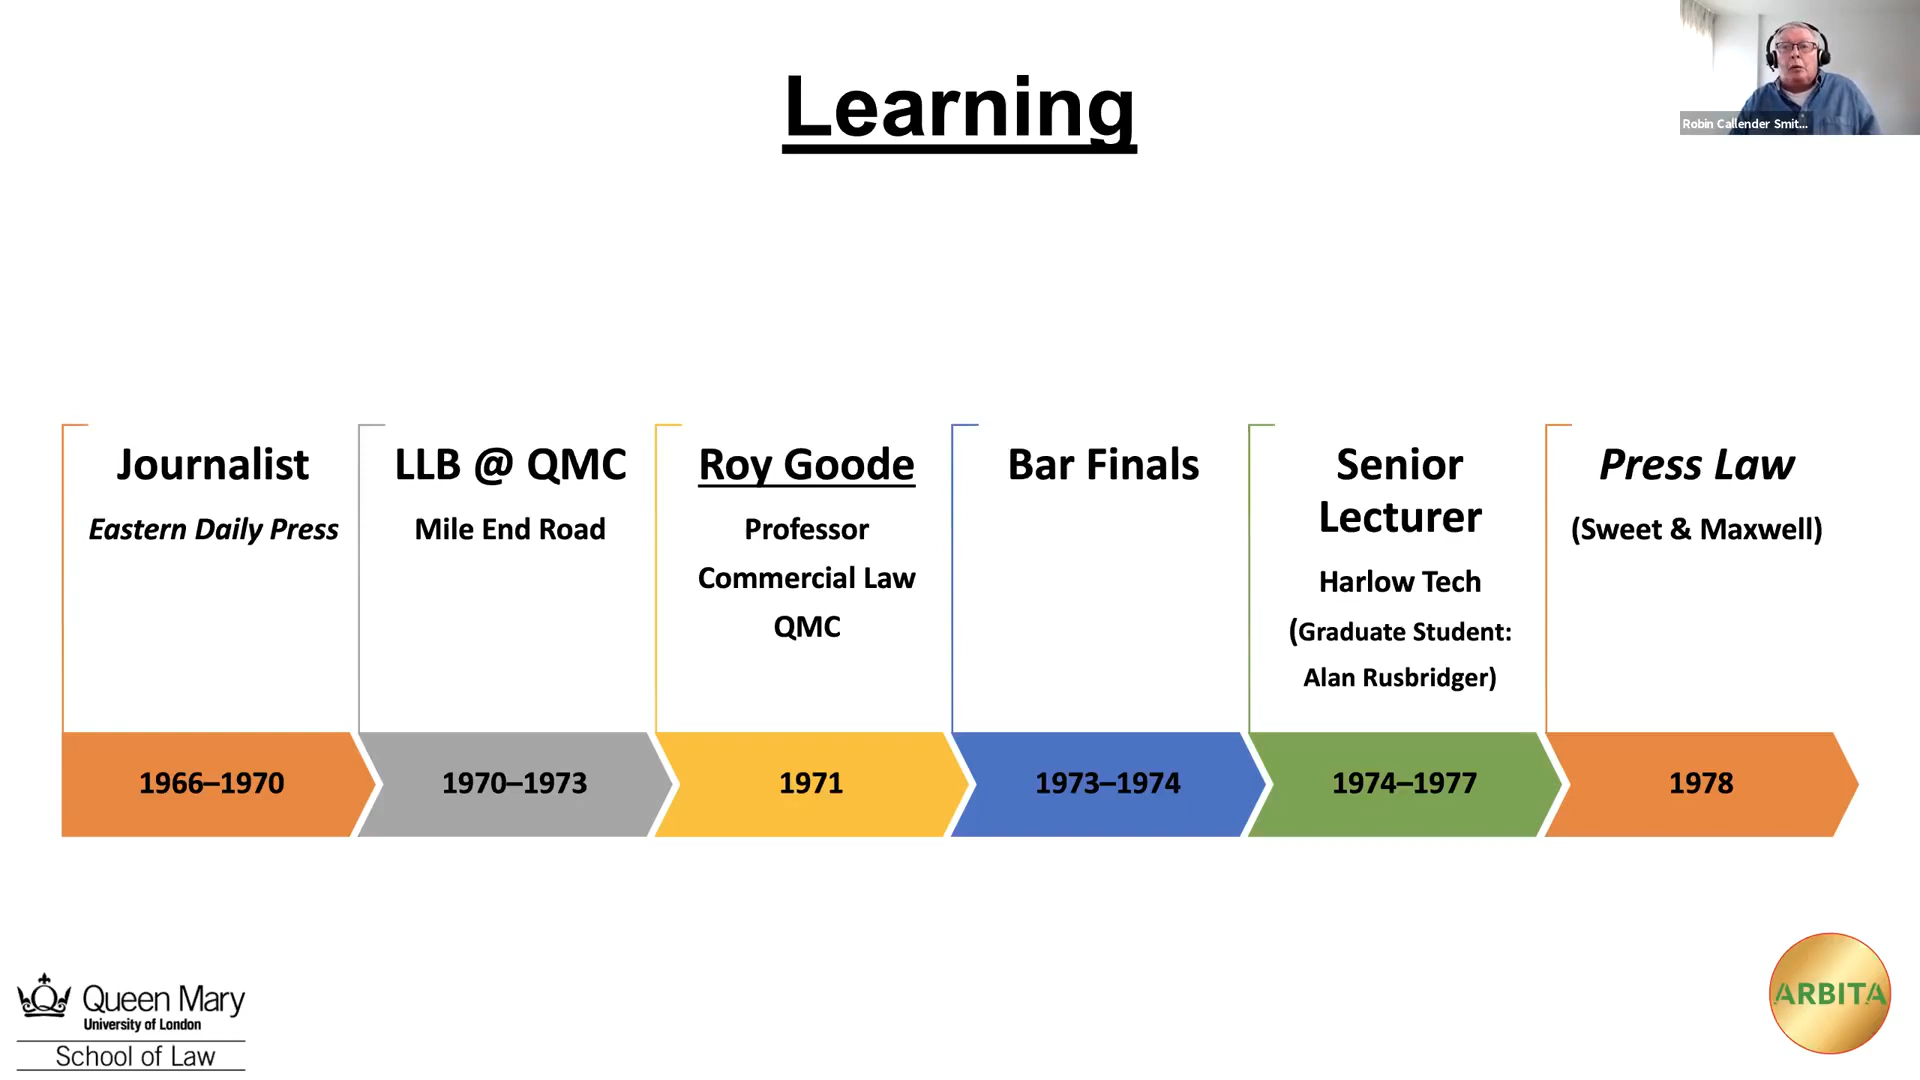 Learning
Robin Callender Smit...
Journalist
Eastern Daily Press
1966–1970
LLB @ QMC
Mile End Road
1970–1973
Roy Goode
Professor
Commercial Law
QMC
1971
Bar Finals
1973–1974
Senior
Lecturer
Harlow Tech
(Graduate Student:
Alan Rusbridger)
1974–1977
Press Law
(Sweet & Maxwell)
1978
Queen Mary
University of London
School of Law
ARBITA